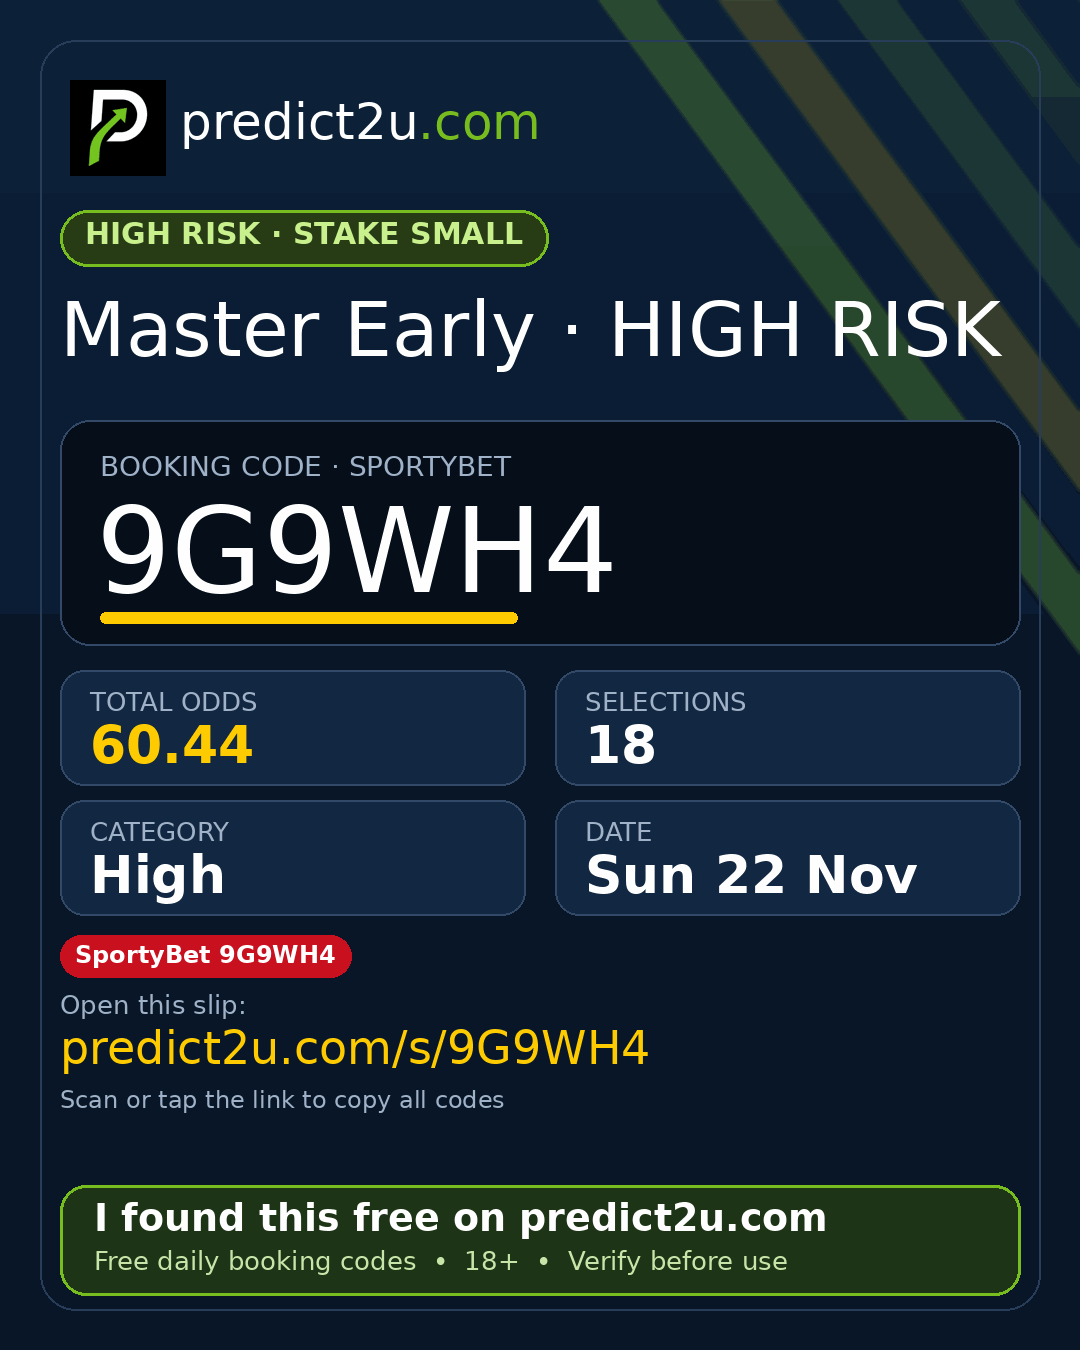 predict2u.com
HIGH RISK · STAKE SMALL
Master Early · HIGH RISK
BOOKING CODE · SPORTYBET
9G9WH4
TOTAL ODDS
60.44
SELECTIONS
18
CATEGORY
High
DATE
Sun 22 Nov
SportyBet 9G9WH4
Open this slip:
predict2u.com/s/9G9WH4
Scan or tap the link to copy all codes
I found this free on predict2u.com
Free daily booking codes • 18+ • Verify before use